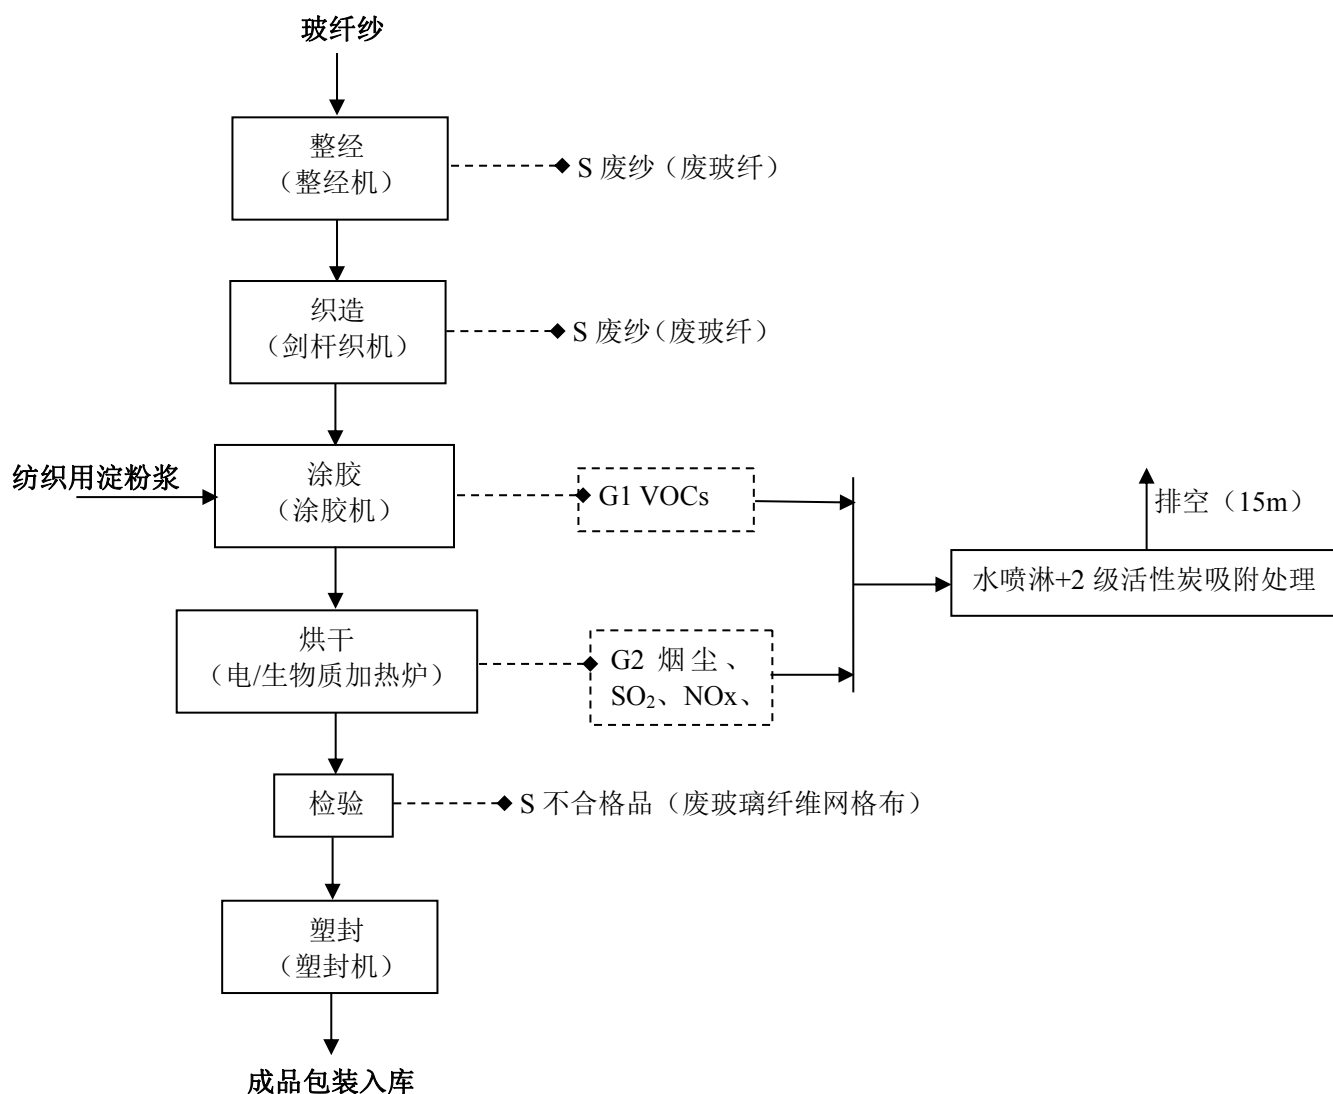 玻纤纱
整经
（整经机）
S 废纱（废玻纤）
织造
（剑杆织机）
S 废纱（废玻纤）
纺织用淀粉浆
涂胶
（涂胶机）
G1 VOCs
排空（15m）
水喷淋+2 级活性炭吸附处理
烘干
（电/生物质加热炉）
G2 烟尘、
SO₂、NOx、
检验
S 不合格品（废玻璃纤维网格布）
塑封
（塑封机）
成品包装入库